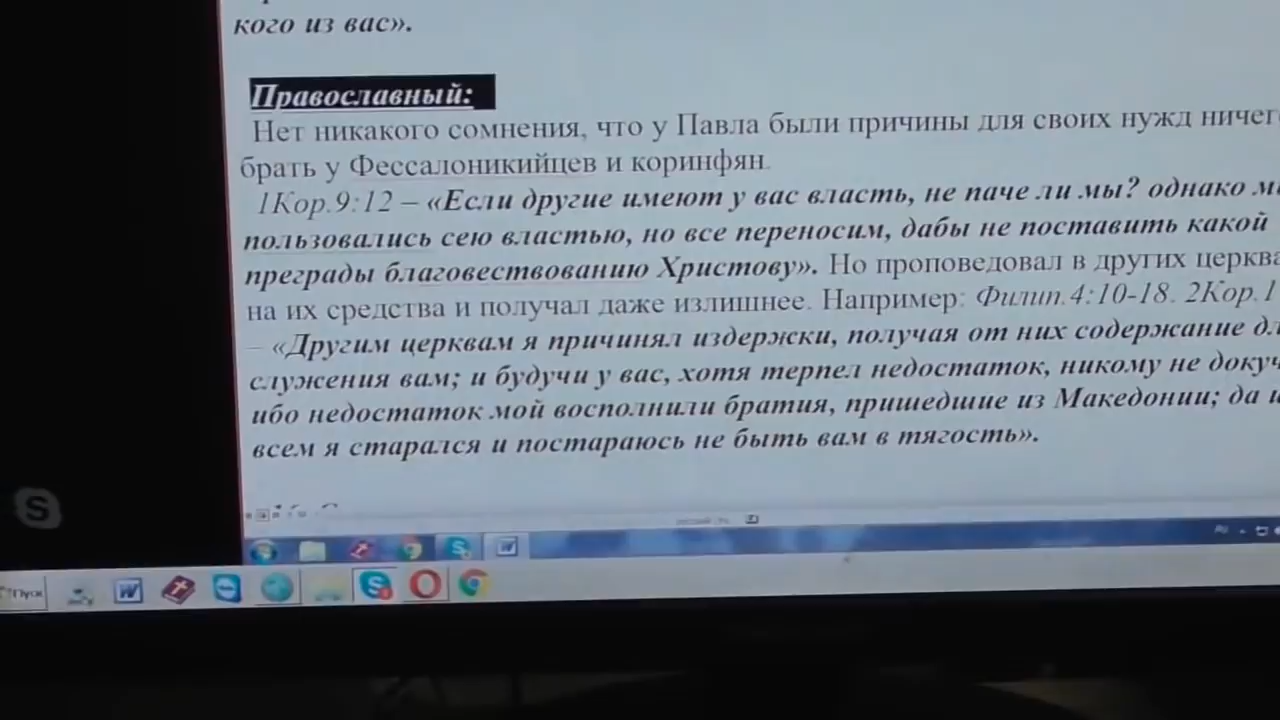 кого из вас».
Православный:
Нет никакого сомнения, что у Павла были причины для своих нужд ничег
брать у Фессалоникийцев и коринфян.
1Кор.9:12 – «Если другие имеют у вас власть, не паче ли мы? однако м
пользовались сею властью, но все переносим, дабы не поставить какой
преграды благовествованию Христову». Но проповедовал в других церква
на их средства и получал даже излишнее. Например: Филип.4:10-18. 2Кор.1
– «Другим церквам я причинял издержки, получая от них содержание дл
служения вам; и будучи у вас, хотя терпел недостаток, никому не докуч
ибо недостаток мой восполнили братия, пришедшие из Македонии; да и
всем я старался и постараюсь не быть вам в тягость».
Пуск